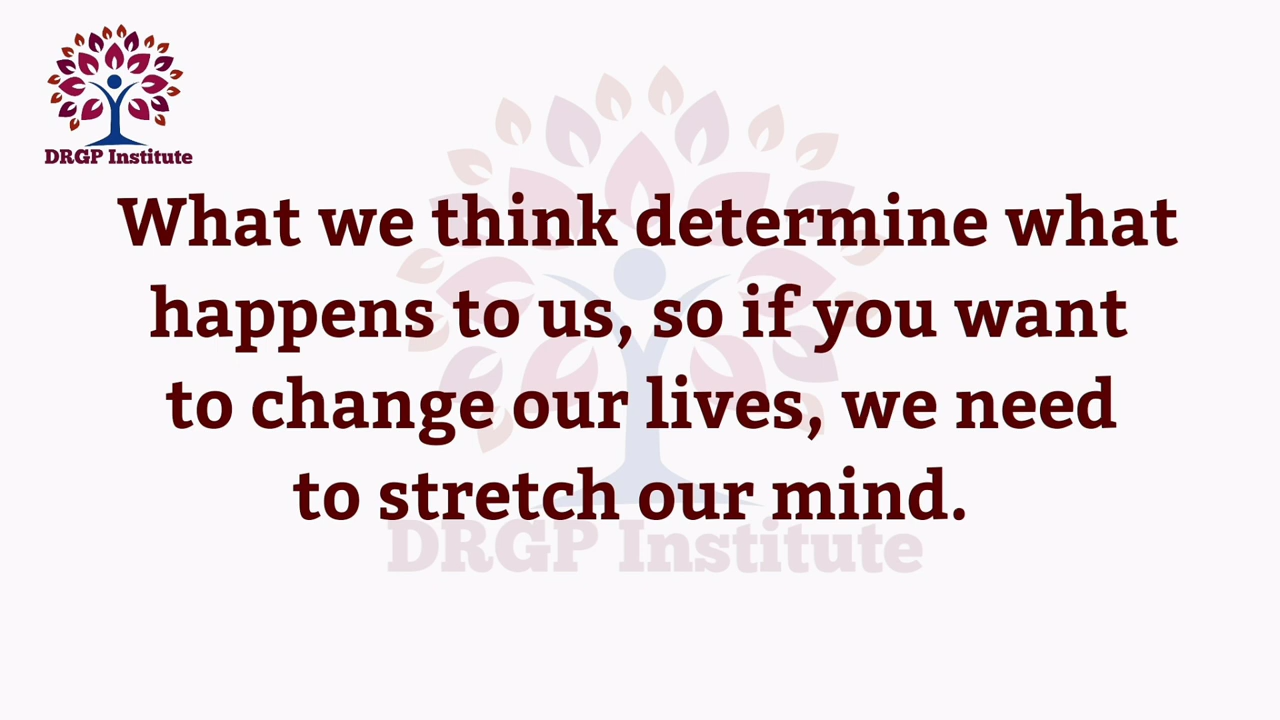 DRGP Institute
What we think determine what
happens to us, so if you want
to change our lives, we need
to stretch our mind.
DRGP Institute